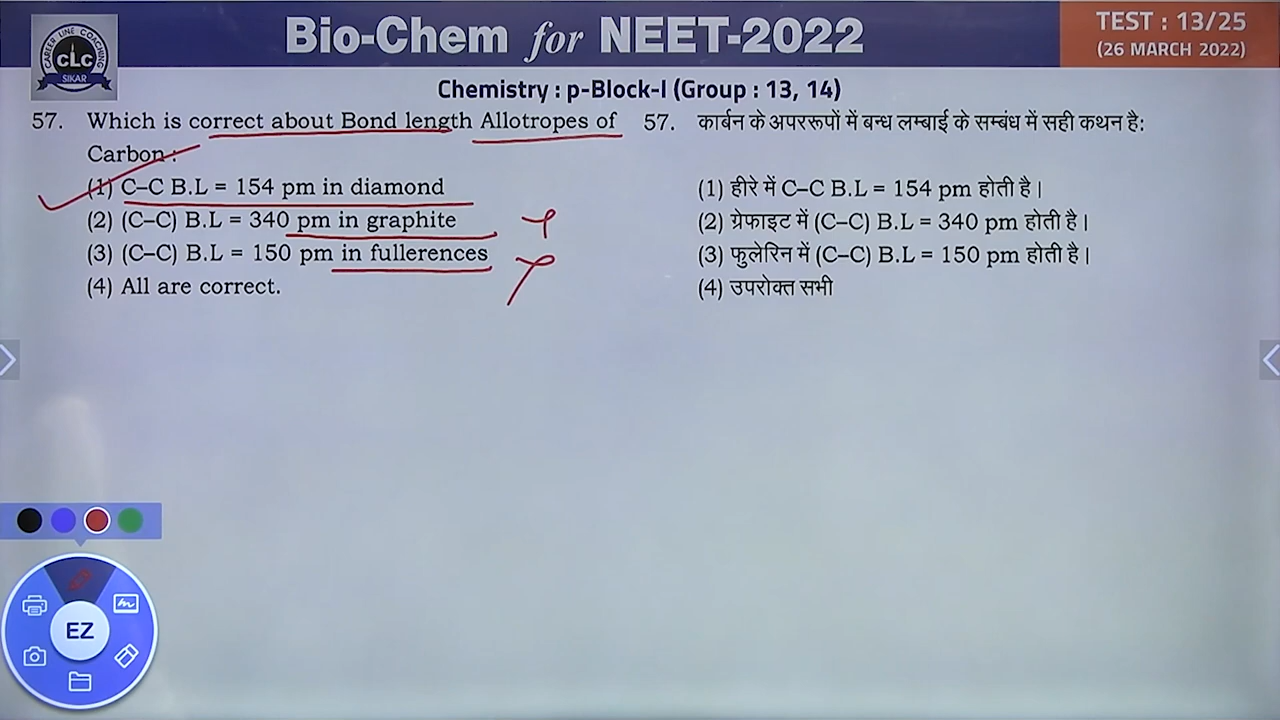 CAREER LINE COACHING
CLC
SIKAR
Bio-Chem for NEET-2022
TEST : 13/25
(26 MARCH 2022)
Chemistry : p-Block-I (Group : 13, 14)
57. Which is correct about Bond length Allotropes of
Carbon :
(1) C–C B.L = 154 pm in diamond
(2) (C–C) B.L = 340 pm in graphite
(3) (C–C) B.L = 150 pm in fullerences
(4) All are correct.
57. कार्बन के अपररूपों में बन्ध लम्बाई के सम्बंध में सही कथन है:
(1) हीरे में C–C B.L = 154 pm होती है।
(2) ग्रेफाइट में (C–C) B.L = 340 pm होती है।
(3) फुलेरिन में (C–C) B.L = 150 pm होती है।
(4) उपरोक्त सभी
EZ